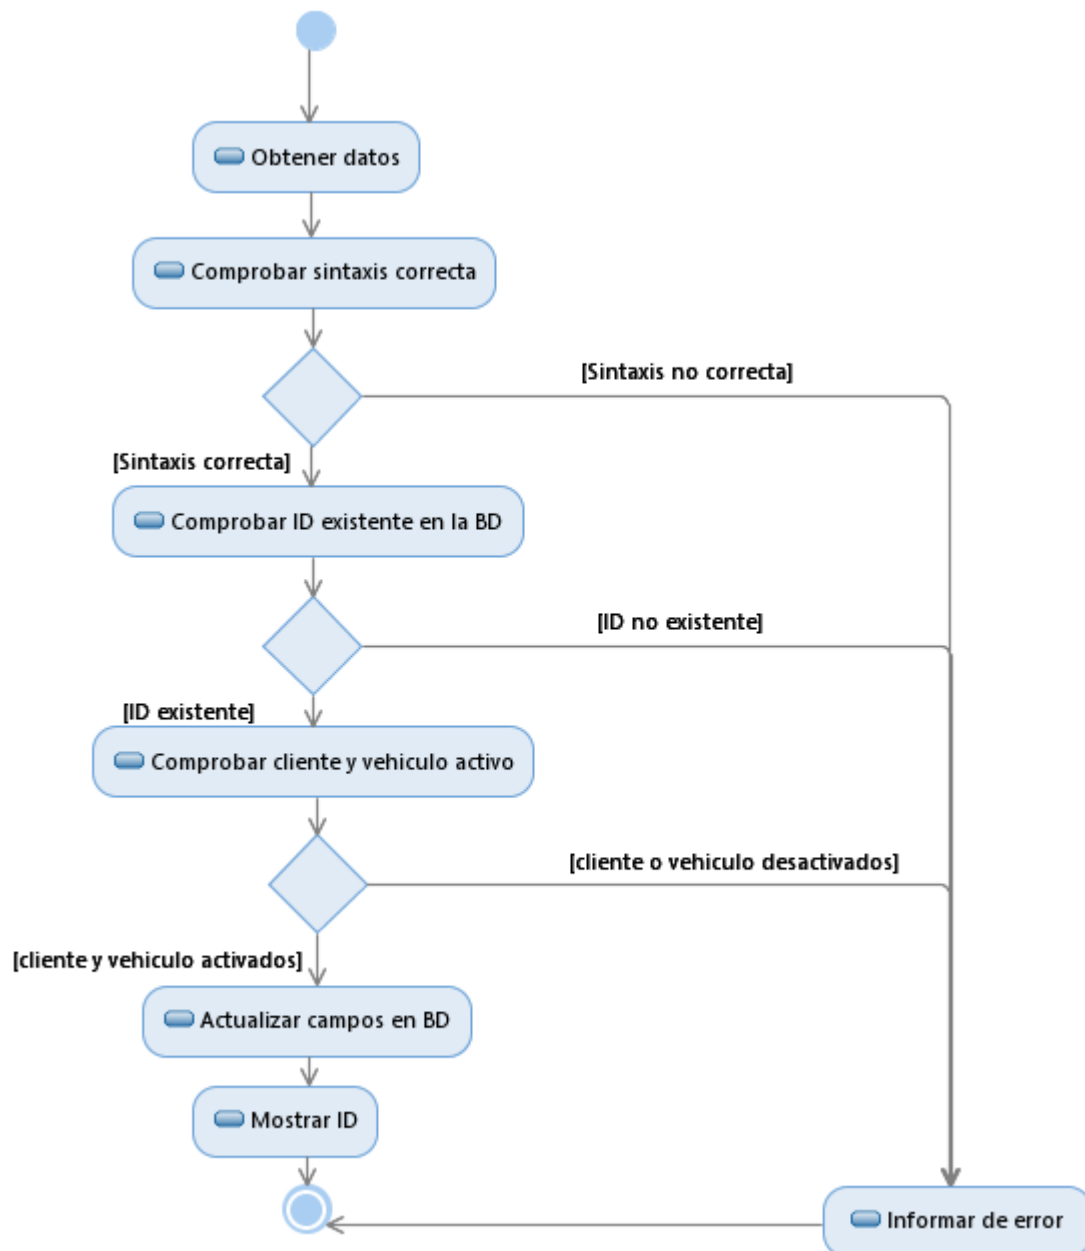 Obtener datos
Comprobar sintaxis correcta
[Sintaxis no correcta]
[Sintaxis correcta]
Comprobar ID existente en la BD
[ID no existente]
[ID existente]
Comprobar cliente y vehiculo activo
[cliente o vehiculo desactivados]
[cliente y vehiculo activados]
Actualizar campos en BD
Mostrar ID
Informar de error